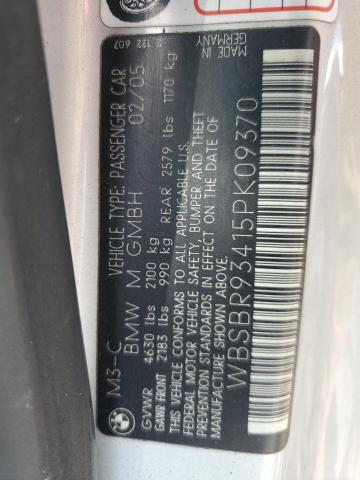 M3-C
VEHICLE TYPE: PASSENGER CAR
BMW M GMBH
02/05
GVWR 4630 lbs 2100 kg
GAWR FRONT 2183 lbs 990 kg REAR 2579 lbs 1170 kg
THIS VEHICLE CONFORMS TO ALL APPLICABLE U.S.
FEDERAL MOTOR VEHICLE SAFETY, BUMPER AND THEFT
PREVENTION STANDARDS IN EFFECT ON THE DATE OF
MANUFACTURE SHOWN ABOVE.
WBSBR93415PK09370
122 607
GERMANY